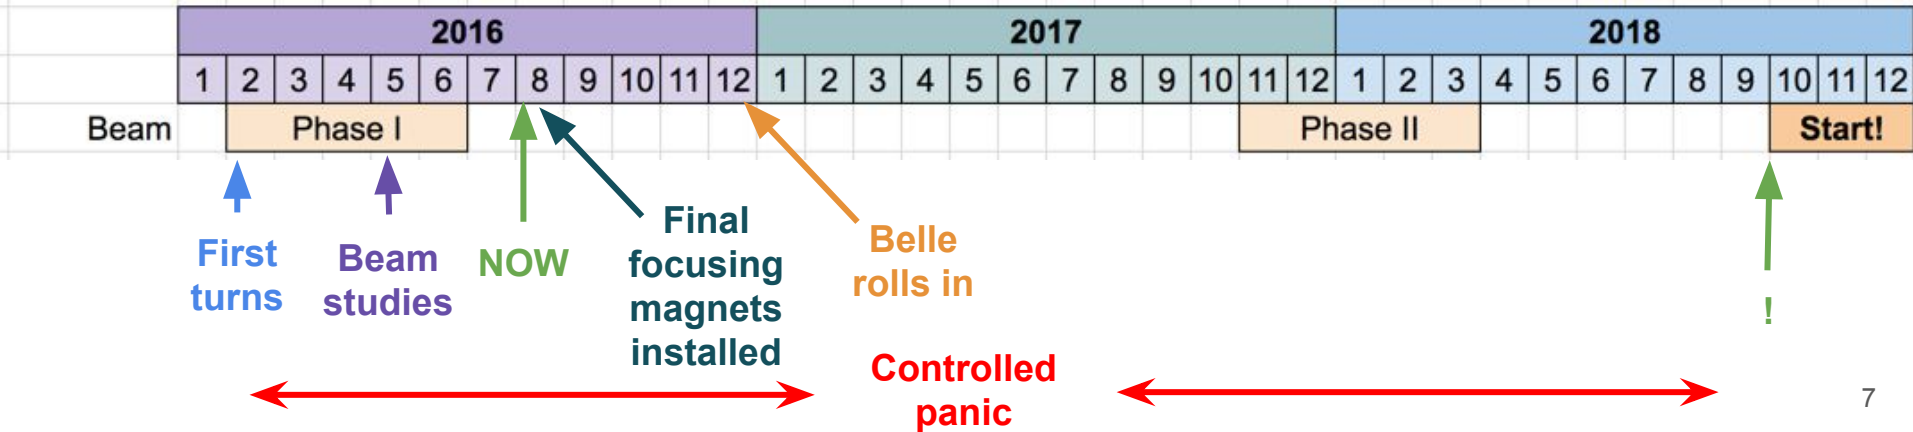 2016 2017 2018
1 2 3 4 5 6 7 8 9 10 11 12 1 2 3 4 5 6 7 8 9 10 11 12 1 2 3 4 5 6 7 8 9 10 11 12
Beam Phase I Phase II Start!
First
turns
Beam
studies
NOW
Final
focusing
magnets
installed
Belle
rolls in
!
Controlled
panic
7